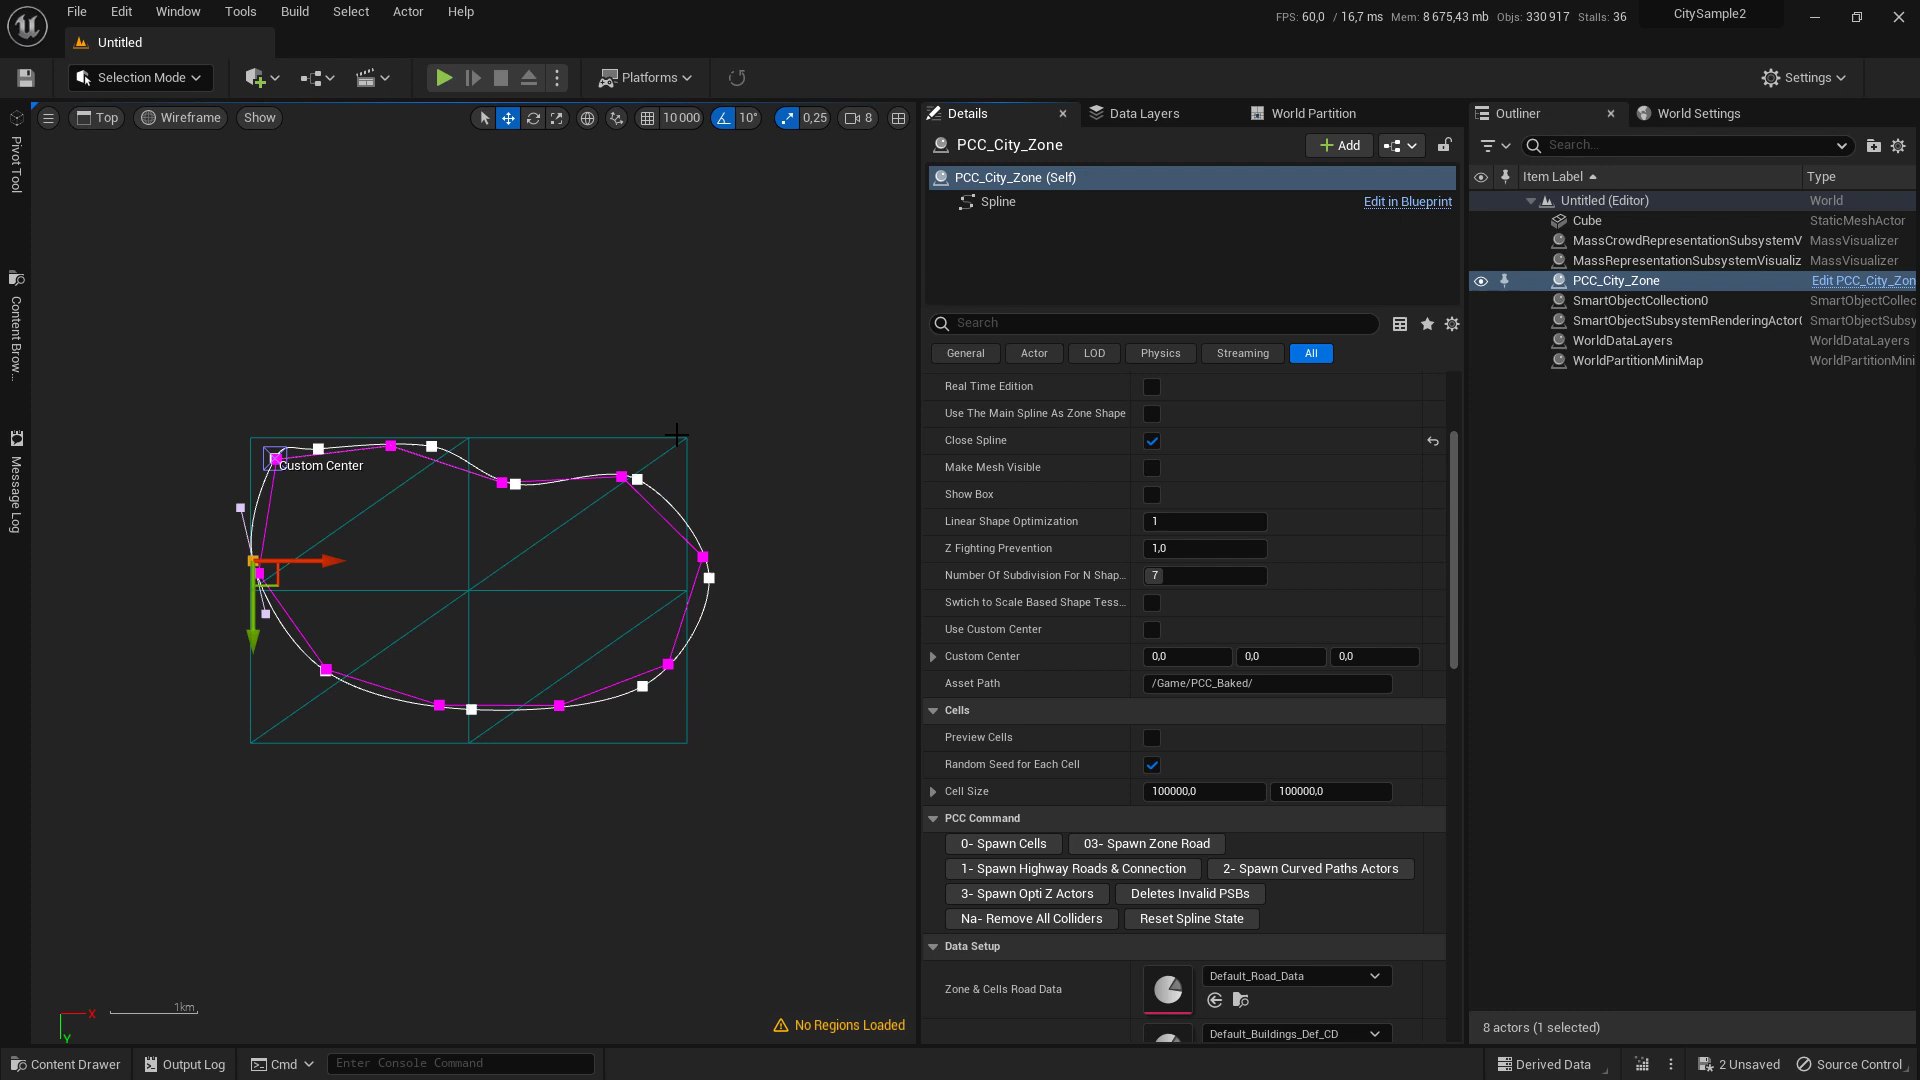 File Edit Window Tools Build Select Actor Help
FPS: 60,0 / 16,7 ms Mem: 8 675,43 mb Objs: 330 917 Stalls: 36
CitySample2
Untitled
Selection Mode
Platforms
Settings
Top Wireframe Show
10 000 10° 0,25 8
Pivot Tool
Content Brow...
Message Log
Custom Center
1km
X
Y
No Regions Loaded
Details
Data Layers
World Partition
PCC_City_Zone
Add
PCC_City_Zone (Self)
Spline Edit in Blueprint
Search
General Actor LOD Physics Streaming All
Real Time Edition
Use The Main Spline As Zone Shape
Close Spline
Make Mesh Visible
Show Box
Linear Shape Optimization 1
Z Fighting Prevention 1,0
Number Of Subdivision For N Shap... 7
Swtich to Scale Based Shape Tess...
Use Custom Center
Custom Center 0,0 0,0 0,0
Asset Path /Game/PCC_Baked/
Cells
Preview Cells
Random Seed for Each Cell
Cell Size 100000,0 100000,0
PCC Command
0- Spawn Cells 03- Spawn Zone Road
1- Spawn Highway Roads & Connection 2- Spawn Curved Paths Actors
3- Spawn Opti Z Actors Deletes Invalid PSBs
Na- Remove All Colliders Reset Spline State
Data Setup
Zone & Cells Road Data Default_Road_Data
Default_Buildings_Def_CD
Outliner
World Settings
Search...
Item Label Type
Untitled (Editor) World
Cube StaticMeshActor
MassCrowdRepresentationSubsystemV MassVisualizer
MassRepresentationSubsystemVisualiz MassVisualizer
PCC_City_Zone Edit PCC_City_Zon
SmartObjectCollection0 SmartObjectCollec
SmartObjectSubsystemRenderingActor( SmartObjectSubsy
WorldDataLayers WorldDataLayers
WorldPartitionMiniMap WorldPartitionMini
8 actors (1 selected)
Content Drawer Output Log Cmd Enter Console Command
Derived Data 2 Unsaved Source Control